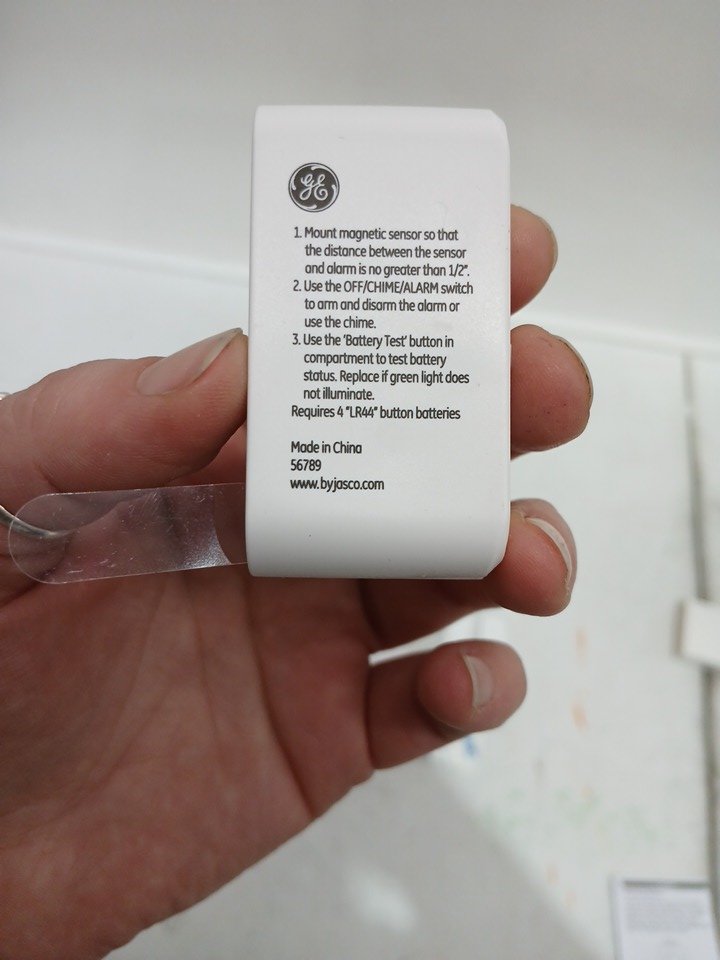 GE
1. Mount magnetic sensor so that
the distance between the sensor
and alarm is no greater than 1/2".
2. Use the OFF/CHIME/ALARM switch
to arm and disarm the alarm or
use the chime.
3. Use the 'Battery Test' button in
compartment to test battery
status. Replace if green light does
not illuminate.
Requires 4 "LR44" button batteries
Made in China
56789
www.byjasco.com